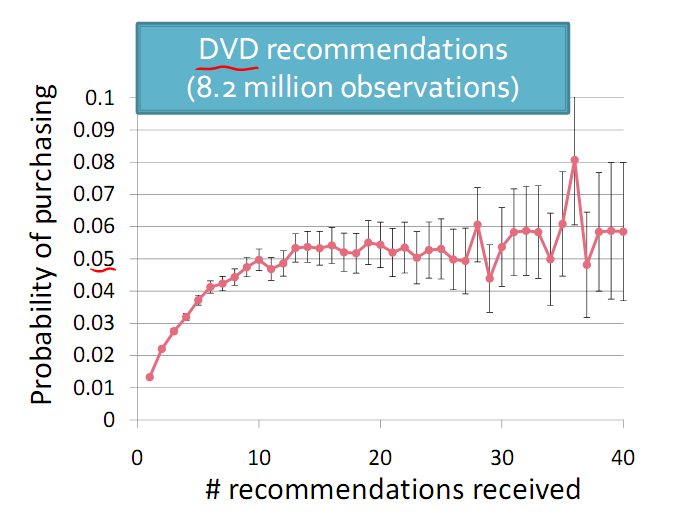 DVD recommendations
(8.2 million observations)
Probability of purchasing
0.1
0.09
0.08
0.07
0.06
0.05
0.04
0.03
0.02
0.01
0
0 10 20 30 40
# recommendations received